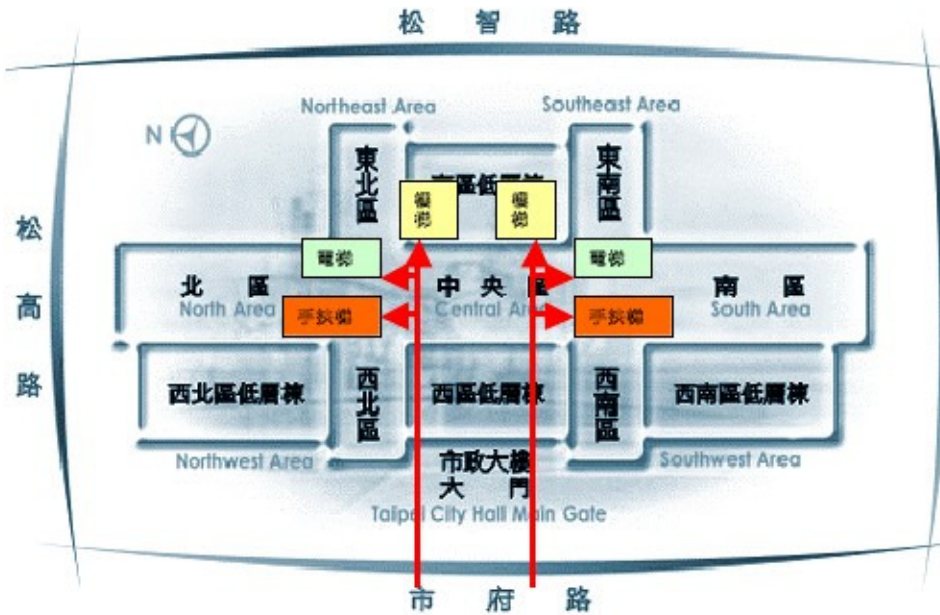 松智路
Northeast Area
Southeast Area
N
東北區
區低層棟
東南區
樓梯
樓梯
松高路
電梯
電梯
北區
中央區
南區
North Area
Central Area
South Area
手扶梯
手扶梯
西北區低層棟
西北區
西區低層棟
西南區
西南區低層棟
Northwest Area
市政大樓
Southwest Area
大門
Taipei City Hall Main Gate
市府路